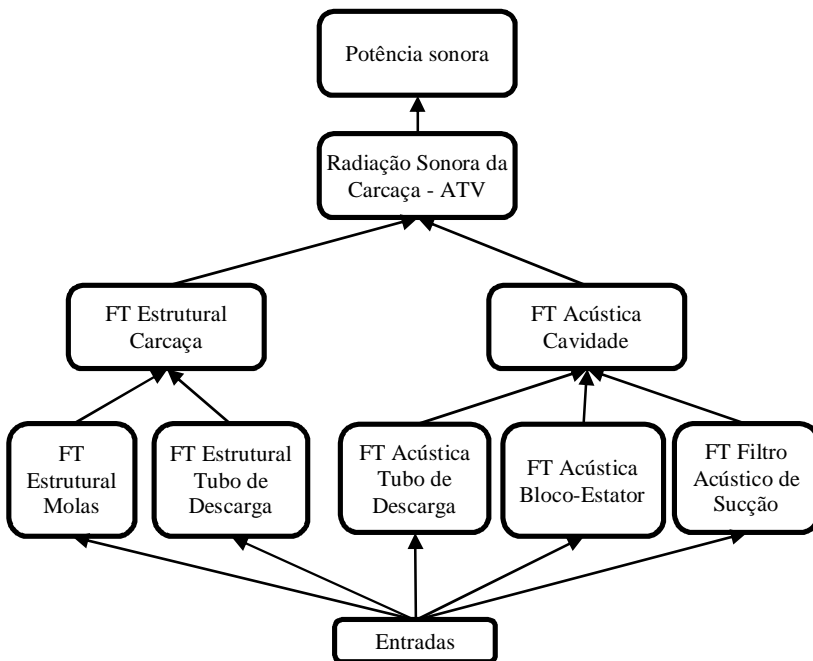 Potência sonora
Radiação Sonora da
Carcaça - ATV
FT Estrutural
Carcaça
FT Acústica
Cavidade
FT
Estrutural
Molas
FT Estrutural
Tubo de
Descarga
FT Acústica
Tubo de
Descarga
FT Acústica
Bloco-Estator
FT Filtro
Acústico de
Sucção
Entradas